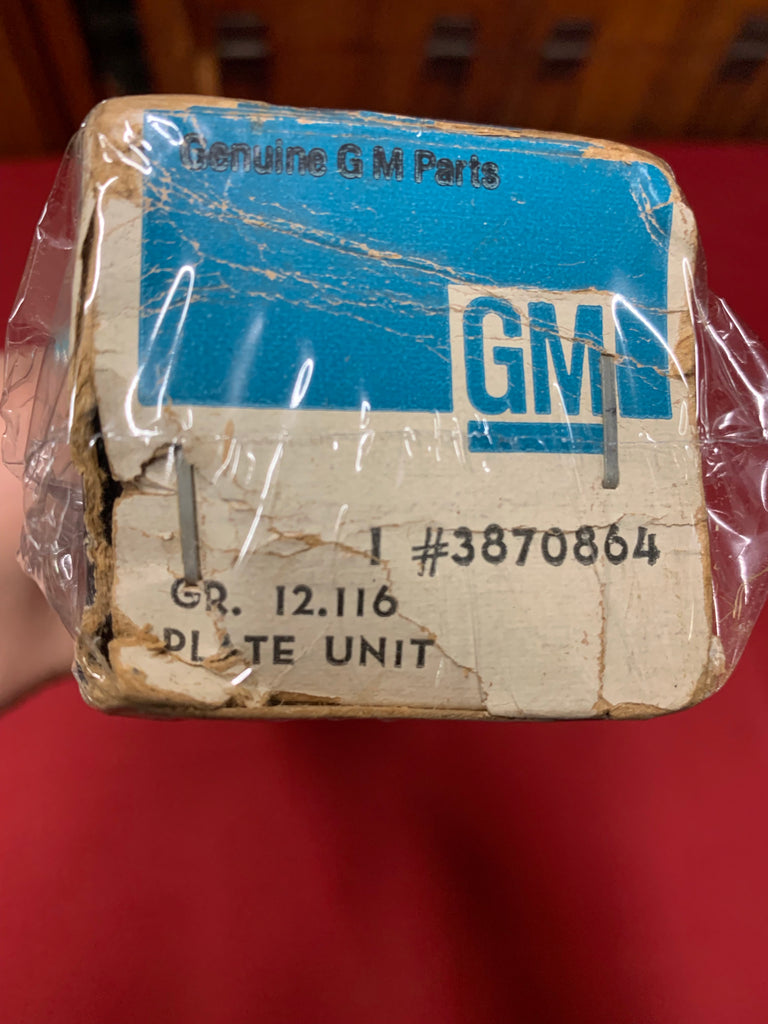 Genuine G M Parts
GM
1 #3870864
GR. 12.116
PLATE UNIT